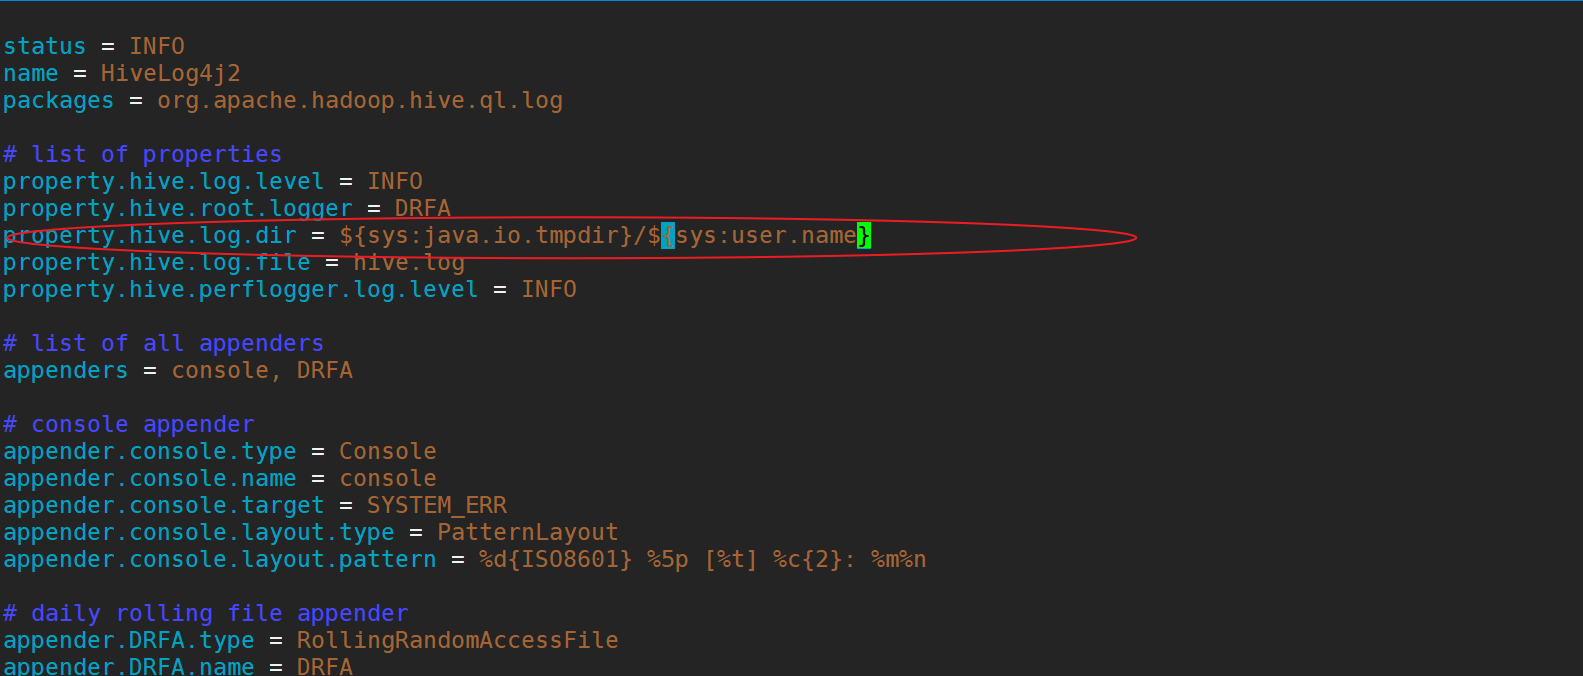 status = INFO
name = HiveLog4j2
packages = org.apache.hadoop.hive.ql.log
# list of properties
property.hive.log.level = INFO
property.hive.root.logger = DRFA
property.hive.log.dir = ${sys:java.io.tmpdir}/${sys:user.name}
property.hive.log.file = hive.log
property.hive.perflogger.log.level = INFO
# list of all appenders
appenders = console, DRFA
# console appender
appender.console.type = Console
appender.console.name = console
appender.console.target = SYSTEM_ERR
appender.console.layout.type = PatternLayout
appender.console.layout.pattern = %d{ISO8601} %5p [%t] %c{2}: %m%n
# daily rolling file appender
appender.DRFA.type = RollingRandomAccessFile
appender.DRFA.name = DRFA